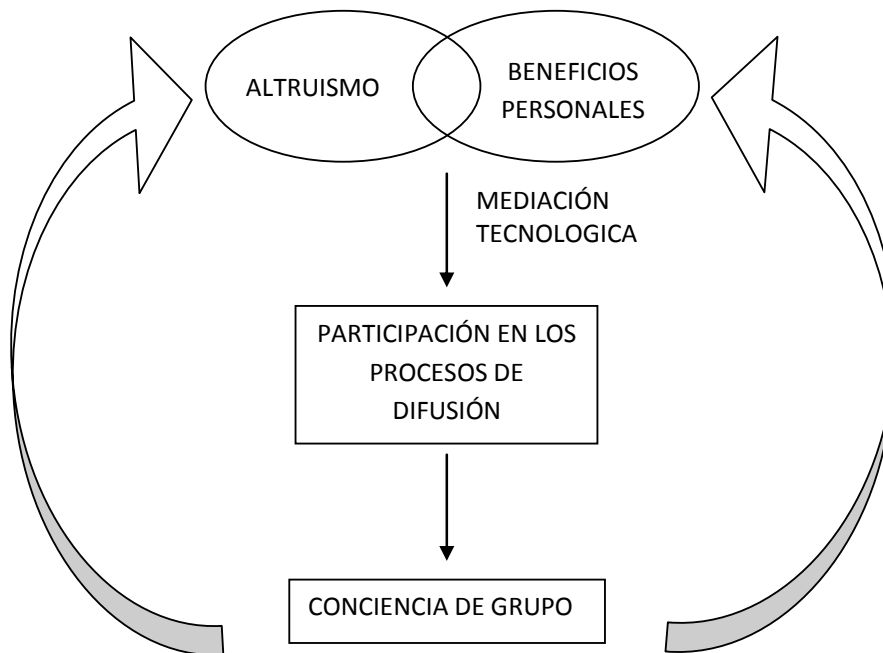 ALTRUISMO
BENEFICIOS
PERSONALES
MEDIACIÓN
TECNOLOGICA
PARTICIPACIÓN EN LOS
PROCESOS DE
DIFUSIÓN
CONCIENCIA DE GRUPO